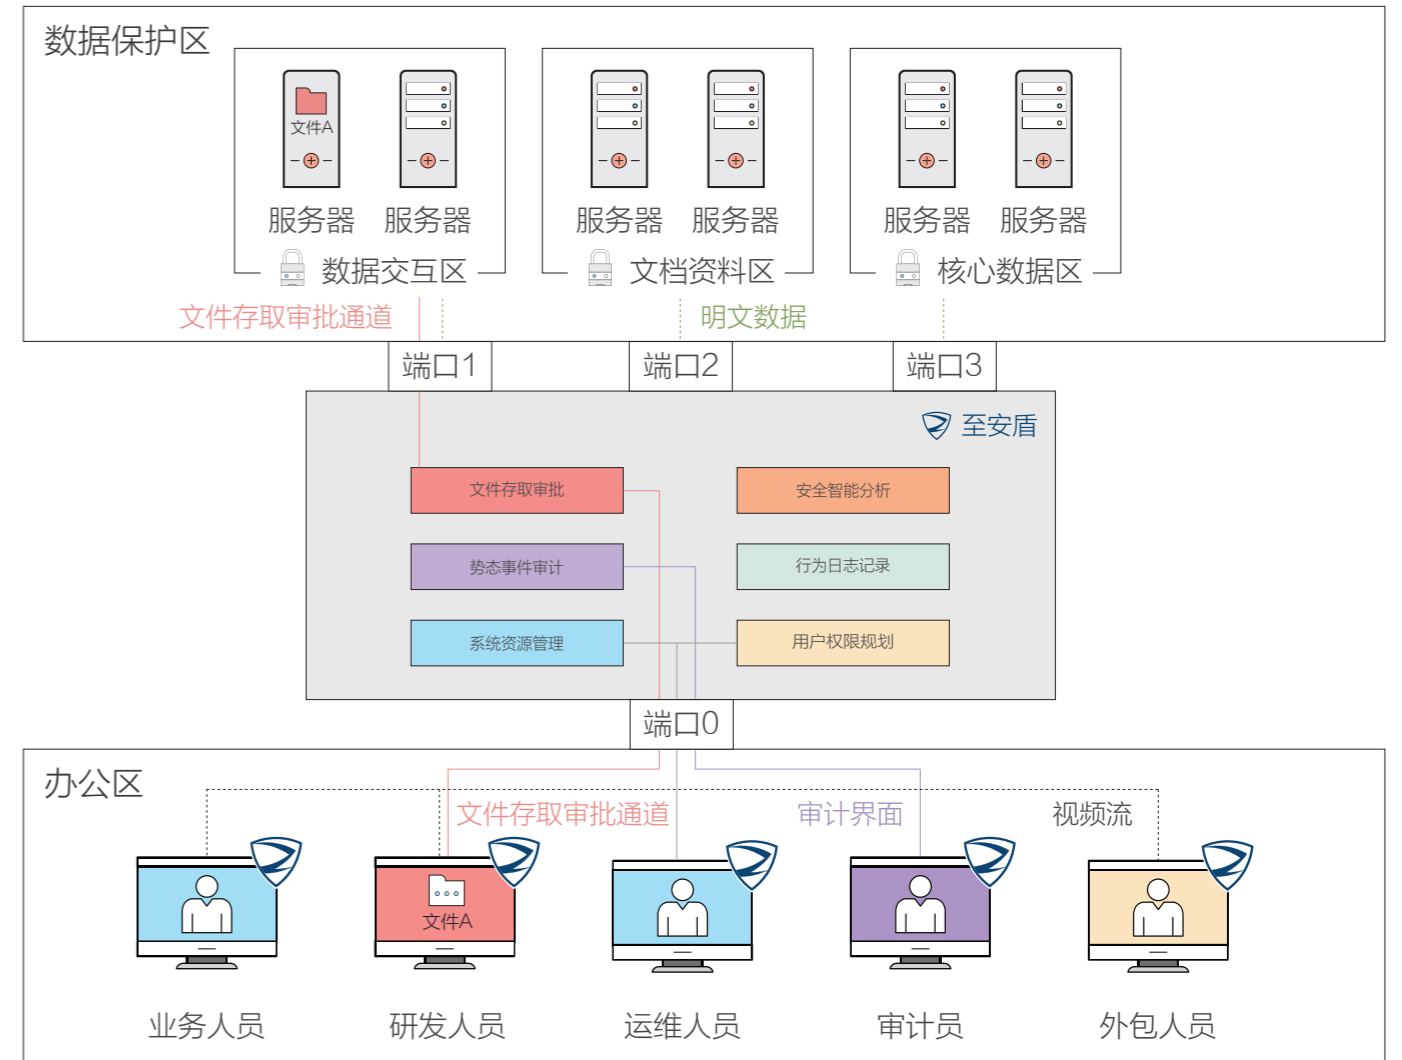 数据保护区
文件A
服务器
服务器
服务器
服务器
服务器
服务器
数据交互区
文档资料区
核心数据区
文件存取审批通道
明文数据
端口1
端口2
端口3
至安盾
文件存取审批
安全智能分析
势态事件审计
行为日志记录
系统资源管理
用户权限规划
端口0
办公区
文件存取审批通道
审计界面
视频流
文件A
业务人员
研发人员
运维人员
审计员
外包人员